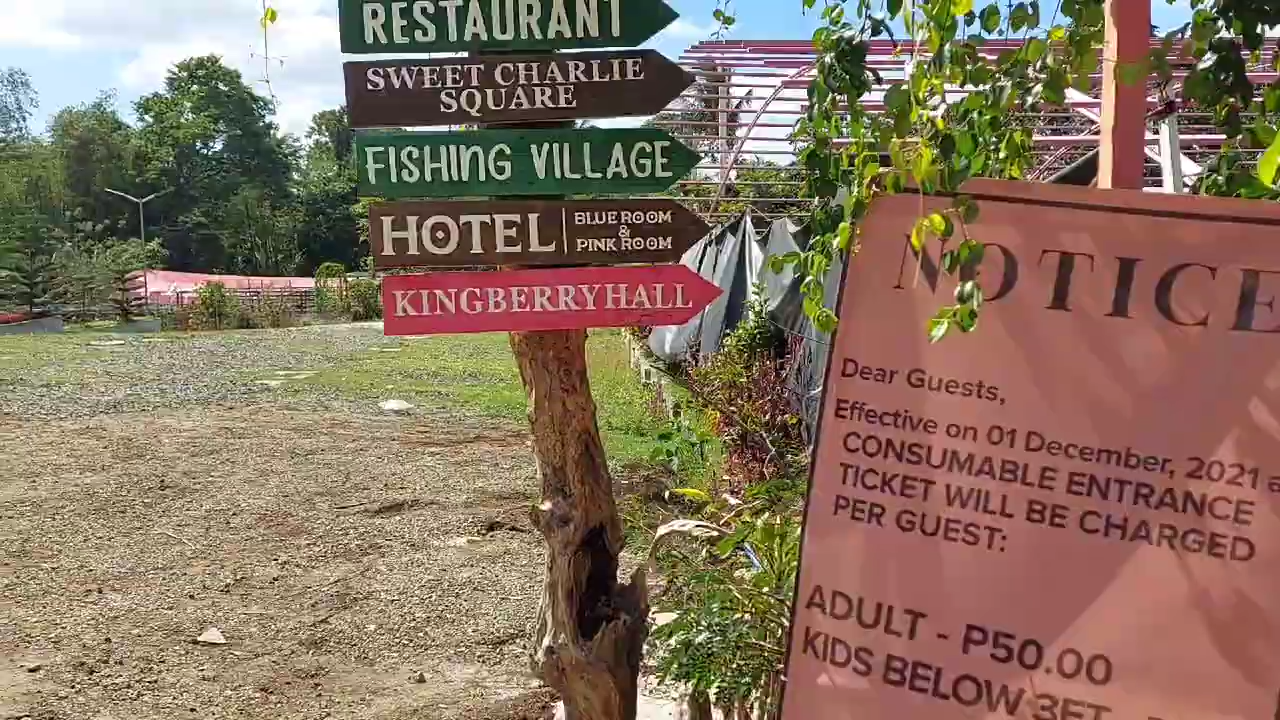 RESTAURANT
SWEET CHARLIE
SQUARE
FISHING VILLAGE
HOTEL
BLUE ROOM
&
PINK ROOM
KINGBERRYHALL
NOTICE
Dear Guests,
Effective on 01 December, 2021
CONSUMABLE ENTRANCE
TICKET WILL BE CHARGED
PER GUEST:
ADULT - P50.00
KIDS BELOW 3FT